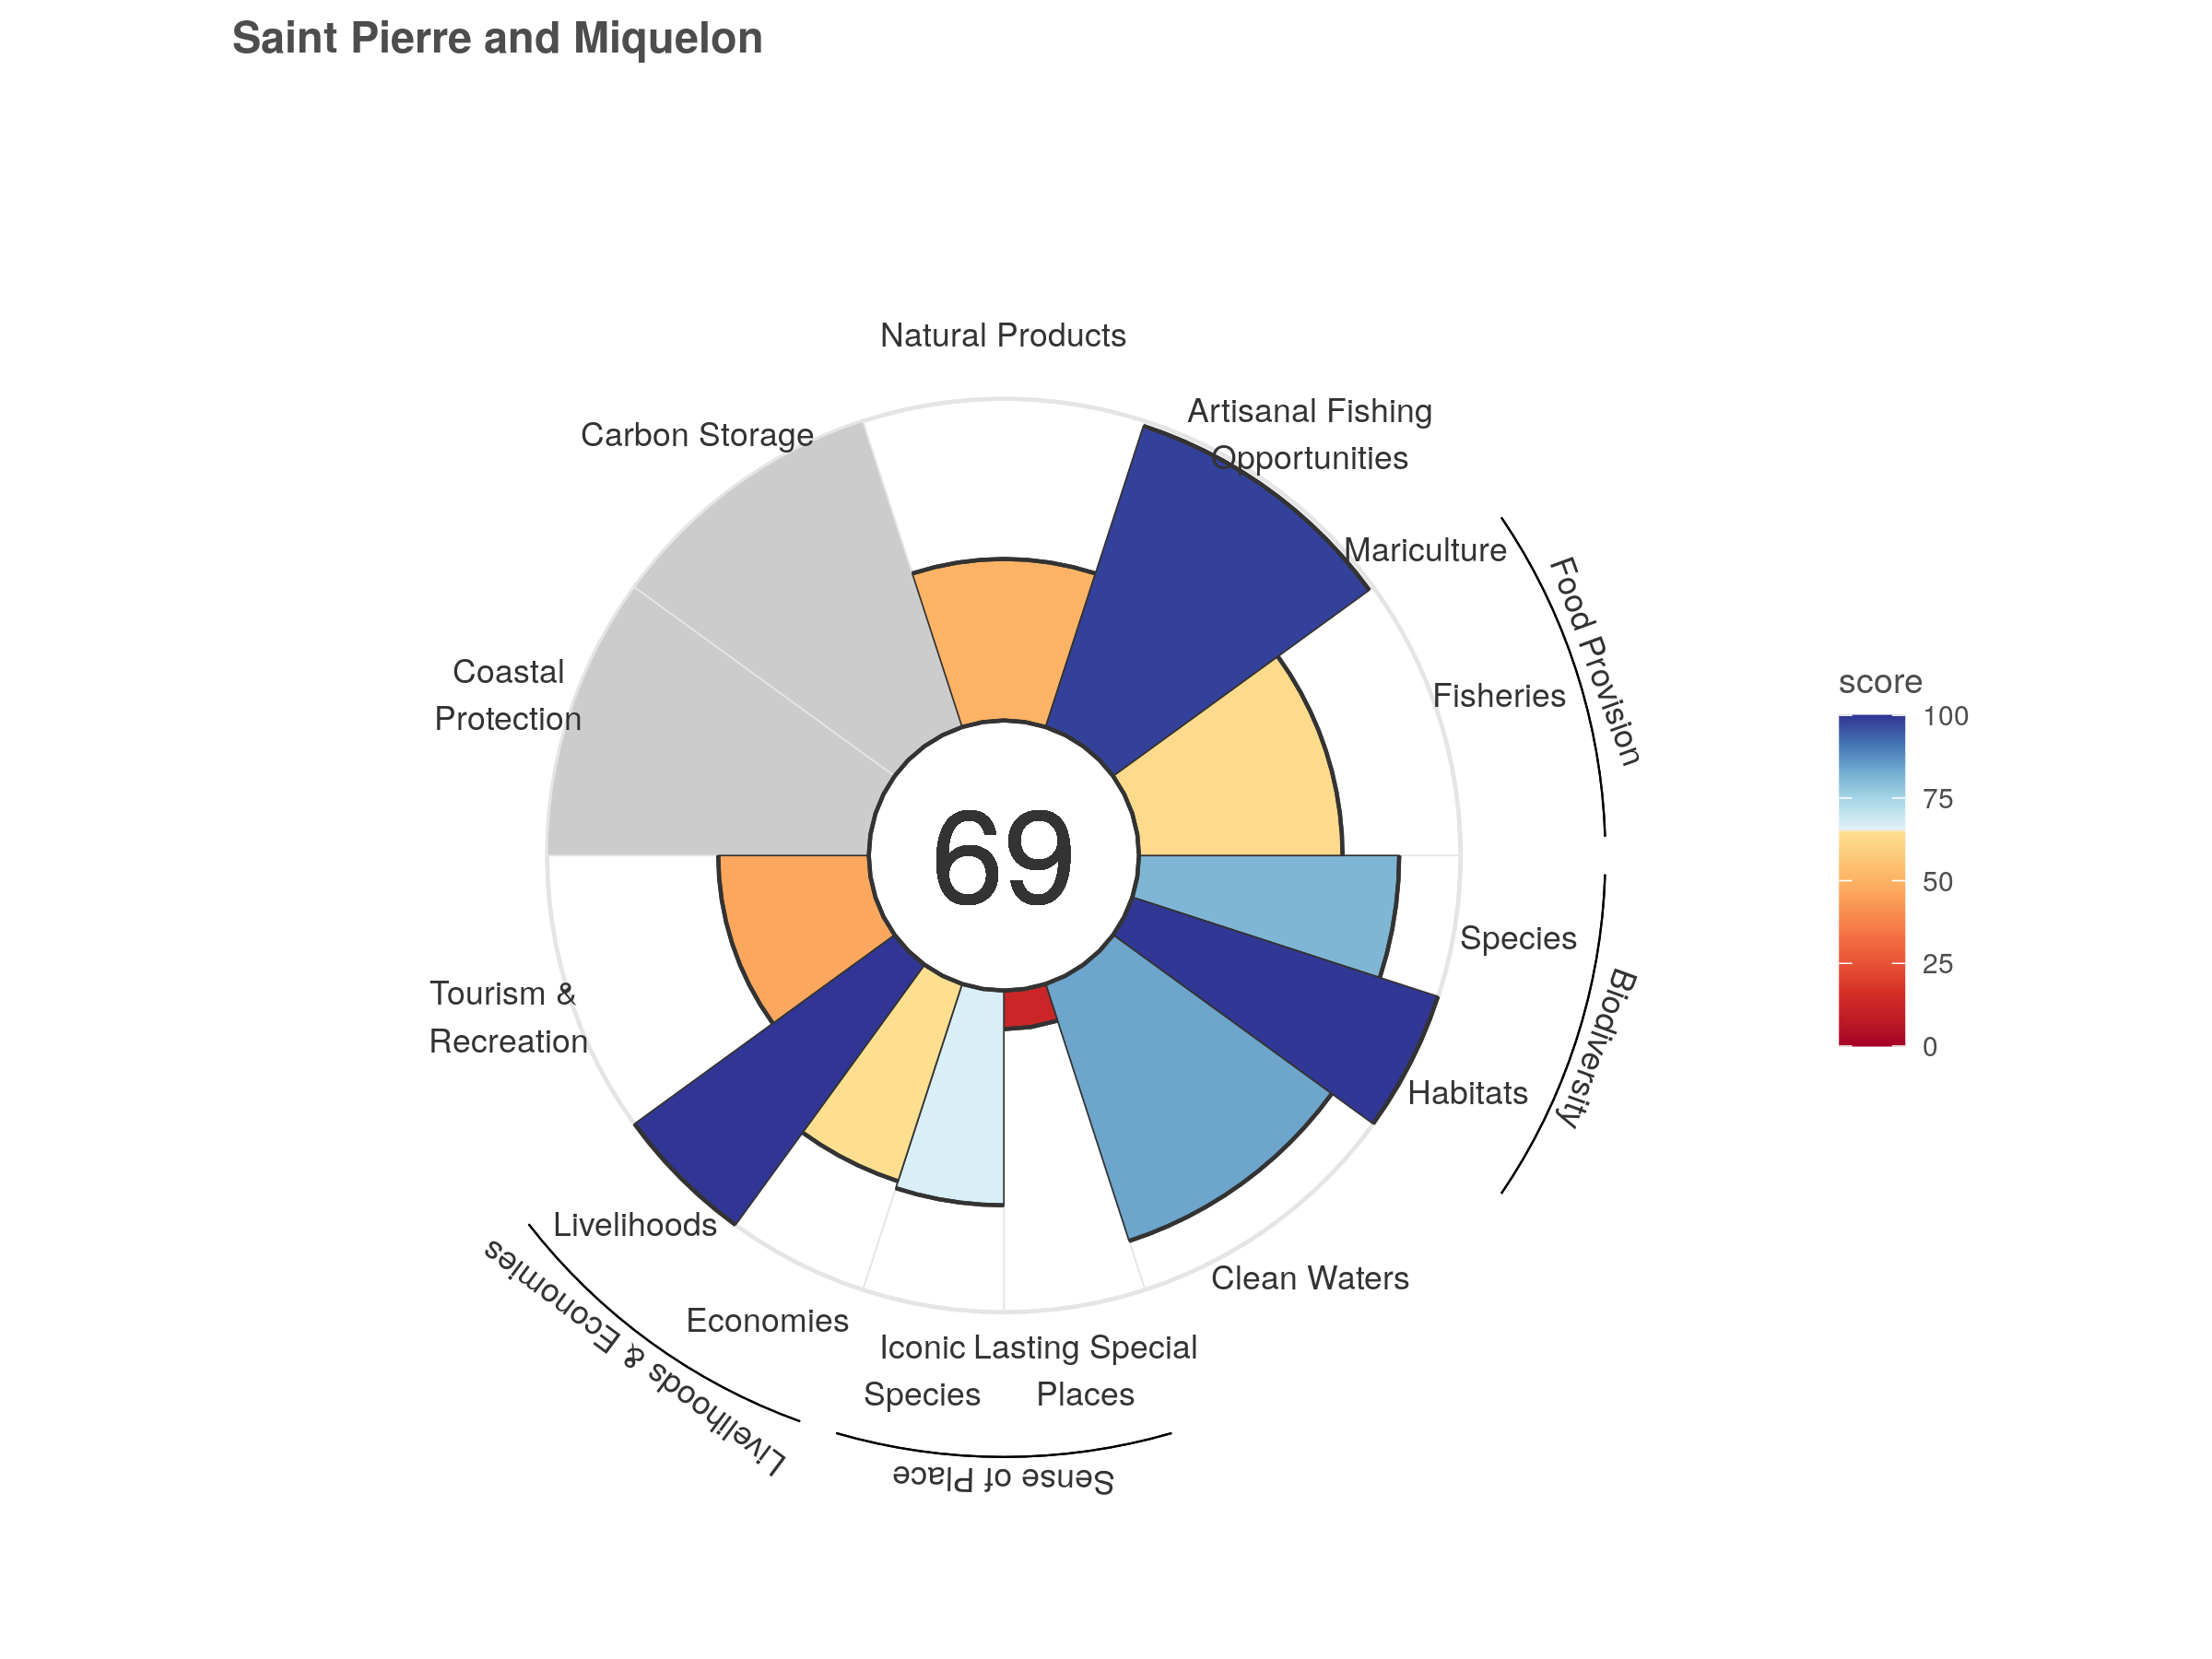 Saint Pierre and Miquelon
Natural Products
Artisanal Fishing
Opportunities
Carbon Storage
Mariculture
Food Provision
Fisheries
Coastal
Protection
score
100
75
50
25
0
69
Species
Biodiversity
Habitats
Tourism &
Recreation
Livelihoods
Livelihoods & Economies
Economies
Clean Waters
Iconic
Species
Lasting Special
Places
Sense of Place